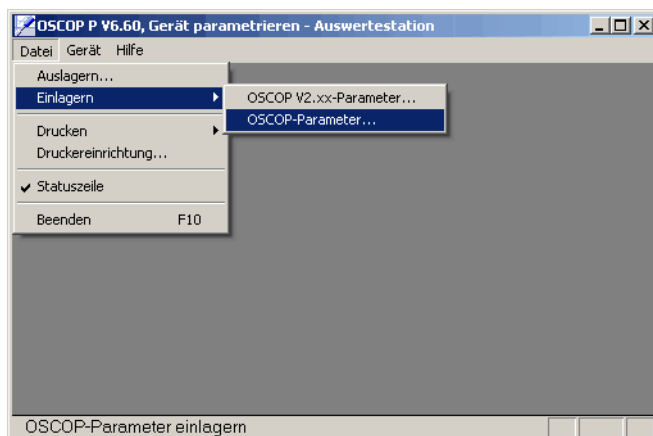 OSCOP P V6.60, Gerät parametrieren - Auswertestation
Datei Gerät Hilfe
Auslagern...
Einlagern
OSCOP V2.xx-Parameter...
OSCOP-Parameter...
Drucken
Druckereinrichtung...
Statuszeile
Beenden F10
OSCOP-Parameter einlagern